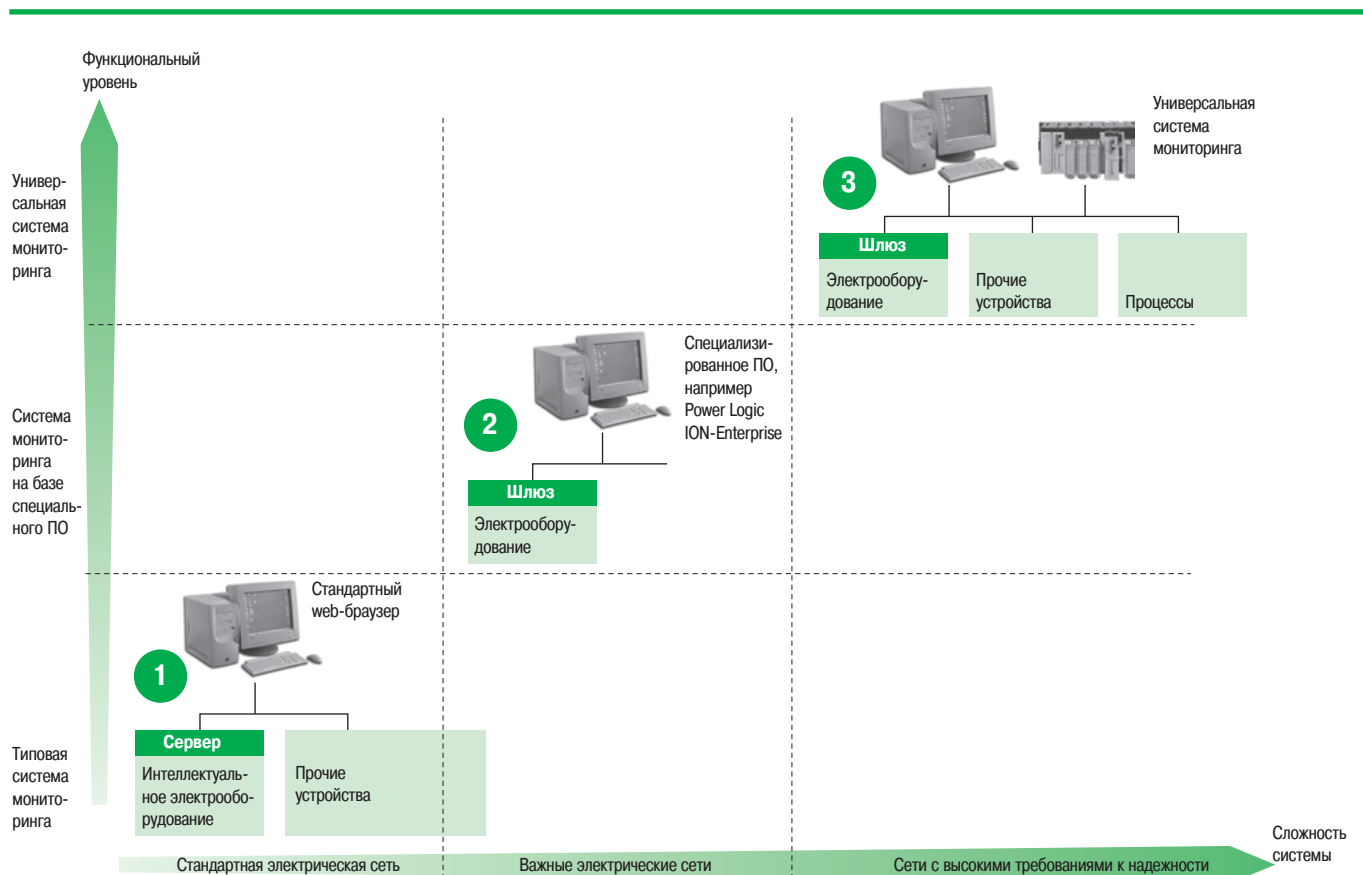 Функциональный
уровень
Универ-
сальная
система
монито-
ринга
3
Универсальная
система
мониторинга
Шлюз
Электрообору-
дование
Прочие
устройства
Процессы
Система
монито-
ринга
на базе
специаль-
ного ПО
2
Специализи-
рованное ПО,
например
Power Logic
ION-Enterprise
Шлюз
Электрообору-
дование
1
Стандартный
web-браузер
Типовая
система
монито-
ринга
Сервер
Интеллектуаль-
ное электрообо-
рудование
Прочие
устройства
Стандартная электрическая сеть
Важные электрические сети
Сети с высокими требованиями к надежности
Сложность
системы